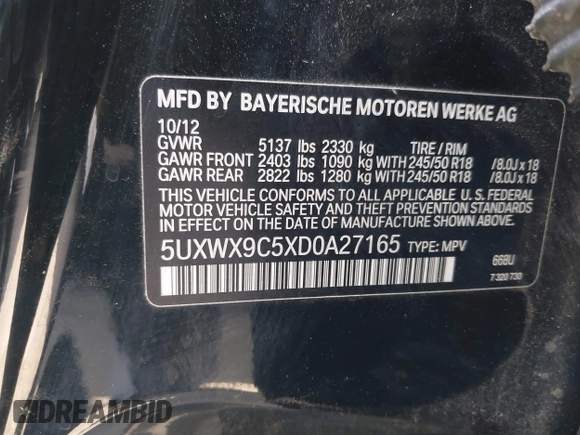 MFD BY BAYERISCHE MOTOREN WERKE AG
10/12
GVWR 5137 lbs 2330 kg TIRE / RIM
GAWR FRONT 2403 lbs 1090 kg WITH 245/50 R18 /8.0J x 18
GAWR REAR 2822 lbs 1280 kg WITH 245/50 R18 /8.0J x 18
THIS VEHICLE CONFORMS TO ALL APPLICABLE U.S. FEDERAL
MOTOR VEHICLE SAFETY AND THEFT PREVENTION STANDARDS
IN EFFECT ON THE DATE OF MANUFACTURE SHOWN ABOVE.
5UXWX9C5XD0A27165 TYPE: MPV
668U
7 320 730
DREAMBID